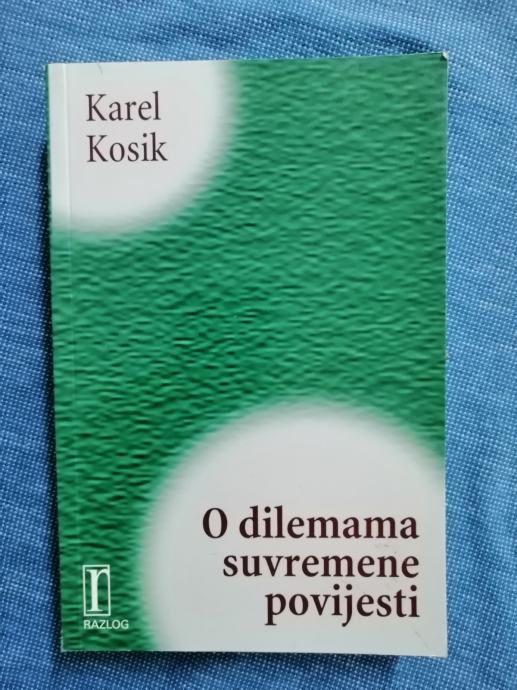 Karel
Kosik
O dilemama
suvremene
povijesti
r
RAZLOG